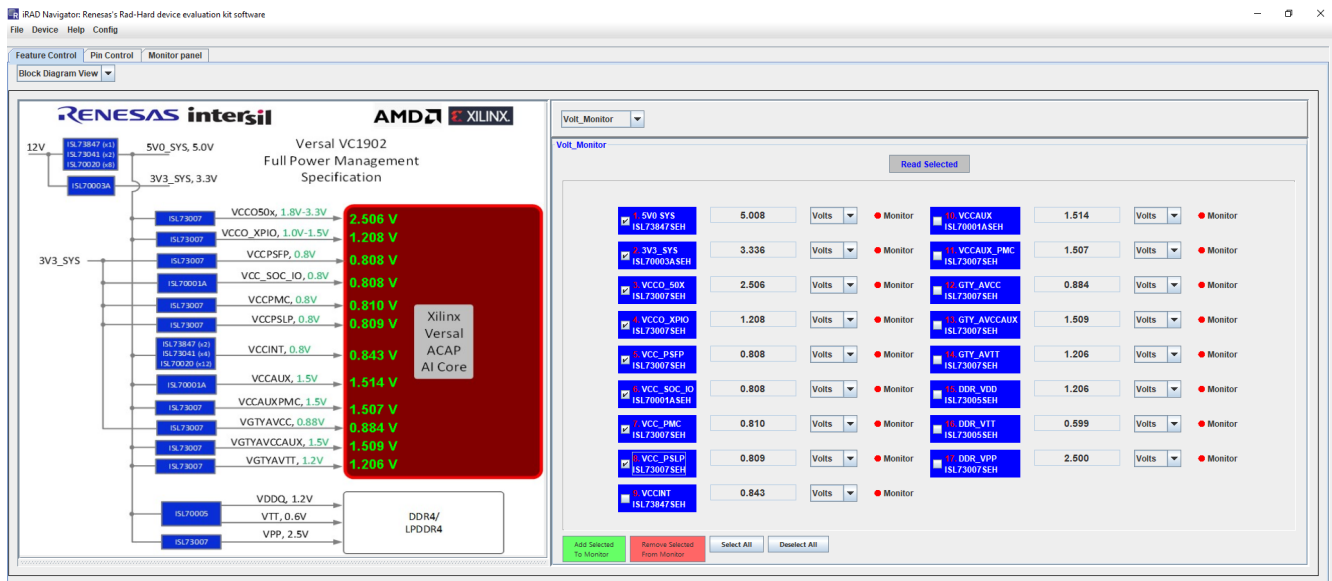 iRAD Navigator: Renesas's Rad-Hard device evaluation kit software
File Device Help Config
Feature Control Pin Control Monitor panel
Block Diagram View
RENESAS intersil
AMD XILINX
Versal VC1902
Full Power Management
Specification
12V
ISL73847 (x1)
ISL73041 (x2)
ISL70020 (x8)
5V0_SYS, 5.0V
ISL70003A
3V3_SYS, 3.3V
3V3_SYS
ISL73007 VCCO50x, 1.8V-3.3V 2.506 V
ISL73007 VCCO_XPIO, 1.0V-1.5V 1.208 V
ISL73007 VCCPSFP, 0.8V 0.808 V
ISL70001A VCC_SOC_IO, 0.8V 0.808 V
ISL73007 VCCPMC, 0.8V 0.810 V
ISL73007 VCCPSLP, 0.8V 0.809 V
ISL73847 (x2)
ISL73041 (x4)
ISL70020 (x12)
VCCINT, 0.8V 0.843 V
ISL70001A VCCAUX, 1.5V 1.514 V
ISL73007 VCCAUXPMC, 1.5V 1.507 V
ISL73007 VGTYAVCC, 0.88V 0.884 V
ISL73007 VGTYAVCCAUX, 1.5V 1.509 V
ISL73007 VGTYAVTT, 1.2V 1.206 V
Xilinx
Versal
ACAP
AI Core
ISL70005
VDDQ, 1.2V
VTT, 0.6V
ISL73007 VPP, 2.5V
DDR4/
LPDDR4
Volt_Monitor
Volt_Monitor
Read Selected
1. 5V0 SYS
ISL73847SEH
5.008 Volts Monitor
2. 3V3_SYS
ISL70003ASEH
3.336 Volts Monitor
3. VCCO_50X
ISL73007SEH
2.506 Volts Monitor
4. VCCO_XPIO
ISL73007SEH
1.208 Volts Monitor
5. VCC_PSFP
ISL73007SEH
0.808 Volts Monitor
6. VCC_SOC_IO
ISL70001ASEH
0.808 Volts Monitor
7. VCC_PMC
ISL73007SEH
0.810 Volts Monitor
8. VCC_PSLP
ISL73007SEH
0.809 Volts Monitor
9. VCCINT
ISL73847SEH
0.843 Volts Monitor
10. VCCAUX
ISL70001ASEH
1.514 Volts Monitor
11. VCCAUX_PMC
ISL73007SEH
1.507 Volts Monitor
12. GTY_AVCC
ISL73007SEH
0.884 Volts Monitor
13. GTY_AVCCAUX
ISL73007SEH
1.509 Volts Monitor
14. GTY_AVTT
ISL73007SEH
1.206 Volts Monitor
15. DDR_VDD
ISL73005SEH
1.206 Volts Monitor
16. DDR_VTT
ISL73005SEH
0.599 Volts Monitor
17. DDR_VPP
ISL73007SEH
2.500 Volts Monitor
Add Selected
To Monitor
Remove Selected
From Monitor
Select All
Deselect All